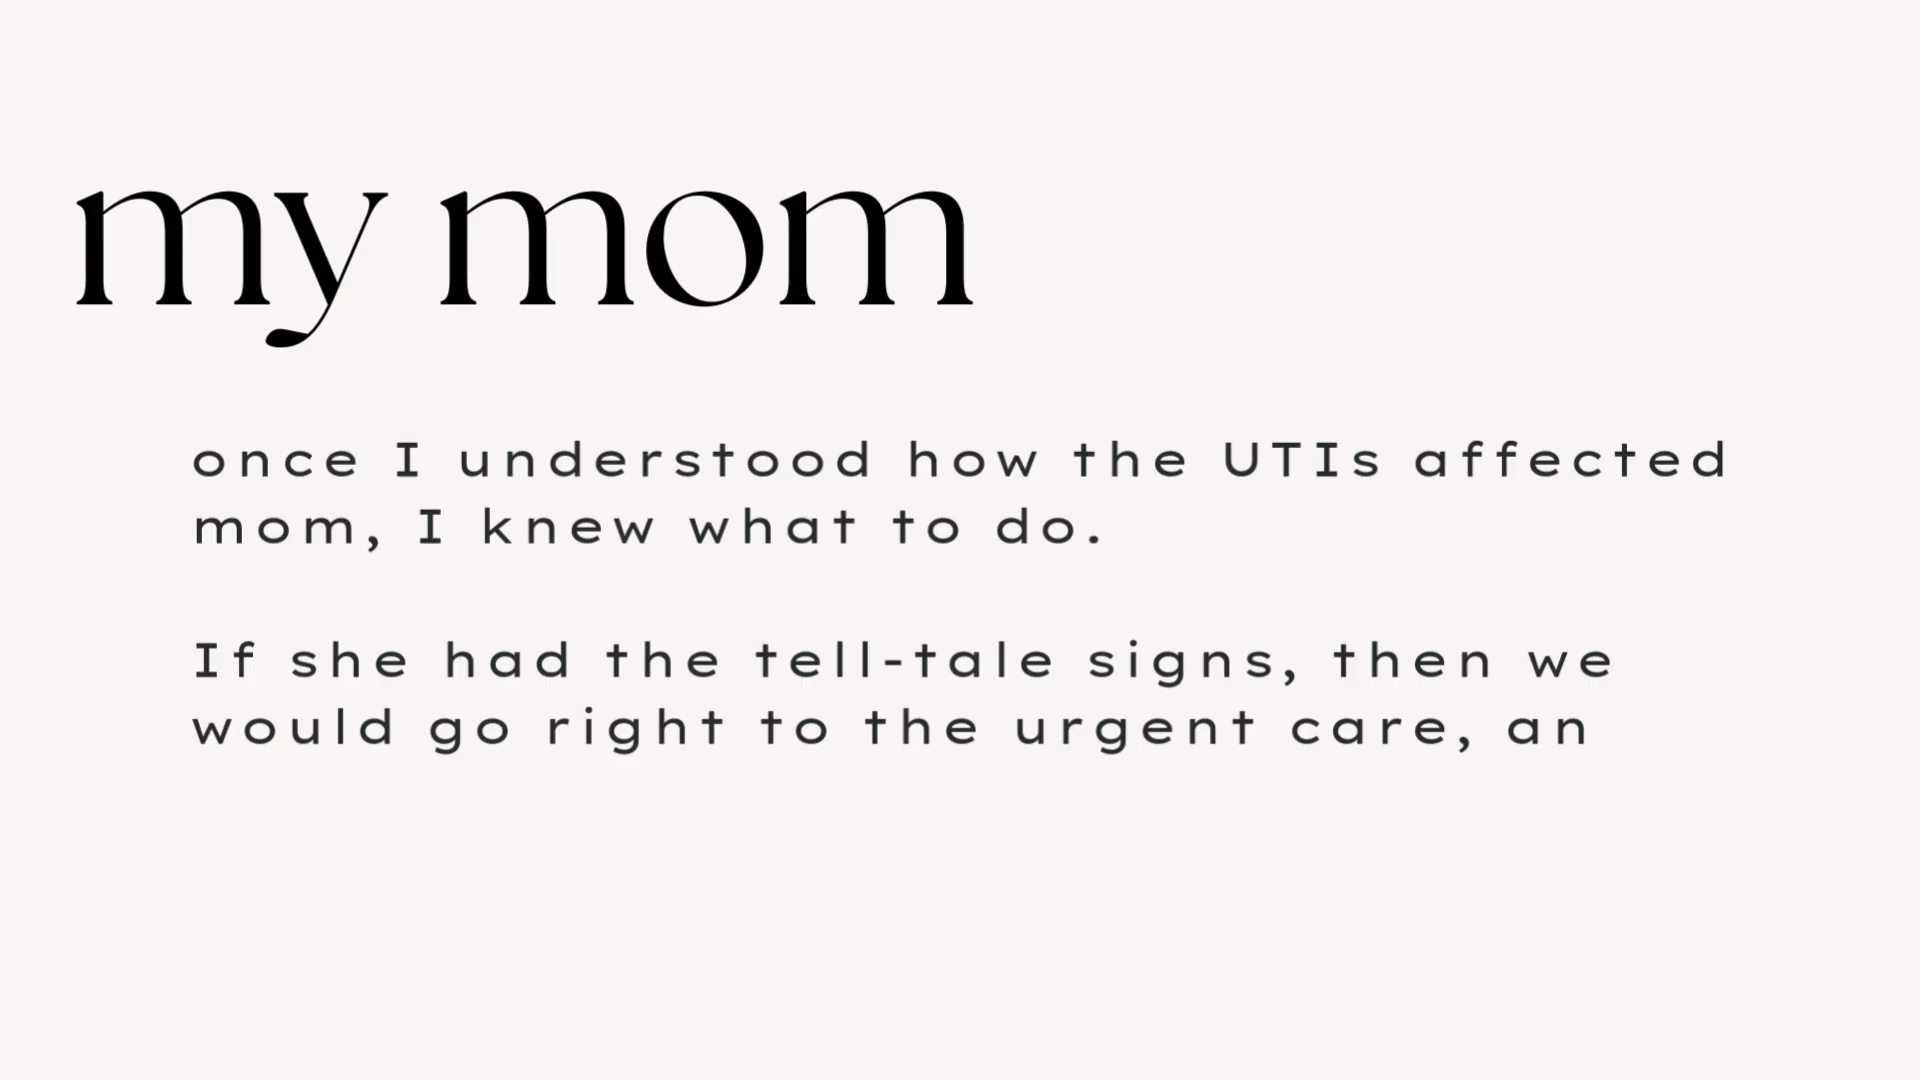 my mom
once I understood how the UTIs affected
mom, I knew what to do.
If she had the tell-tale signs, then we
would go right to the urgent care, an